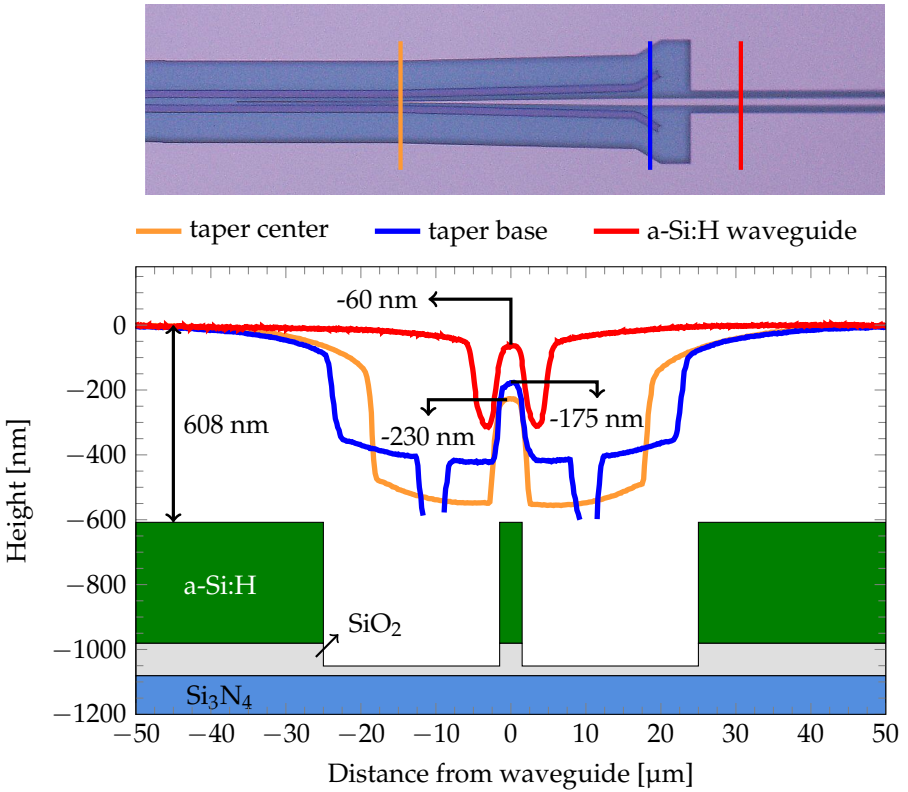 taper center taper base a-Si:H waveguide
-60 nm
0
−200
608 nm
-230 nm
-175 nm
−400
−600
−800
a-Si:H
SiO₂
−1000
Si₃N₄
−1200
Height [nm]
−50 −40 −30 −20 −10 0 10 20 30 40 50
Distance from waveguide [µm]